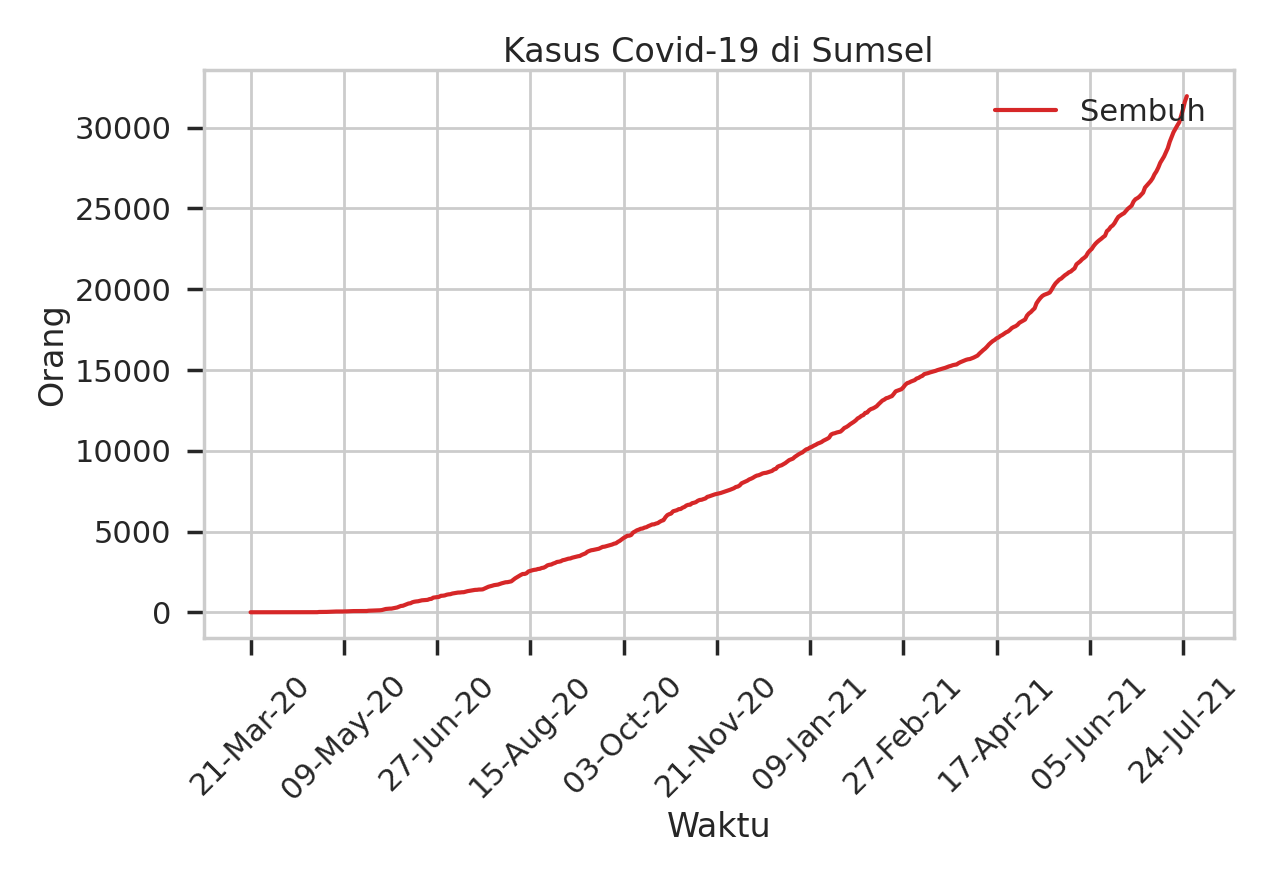 Kasus Covid-19 di Sumsel
Sembuh
Orang
30000
25000
20000
15000
10000
5000
0
21-Mar-20
09-May-20
27-Jun-20
15-Aug-20
03-Oct-20
21-Nov-20
09-Jan-21
27-Feb-21
17-Apr-21
05-Jun-21
24-Jul-21
Waktu